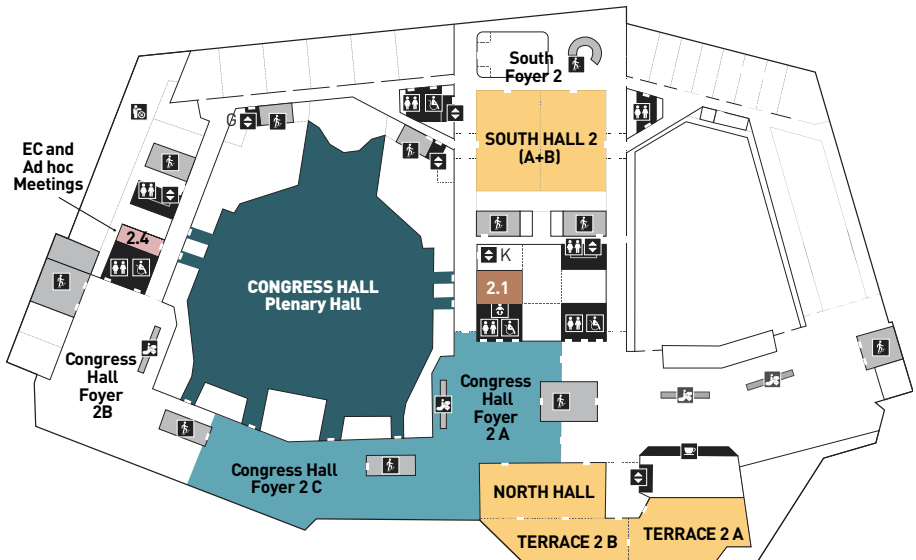 South
Foyer 2
G
EC and
Ad hoc
Meetings
SOUTH HALL 2
(A+B)
2.4
K
CONGRESS HALL
Plenary Hall
2.1
Congress
Hall
Foyer
2B
Congress
Hall
Foyer
2 A
Congress Hall
Foyer 2 C
NORTH HALL
TERRACE 2 B
TERRACE 2 A